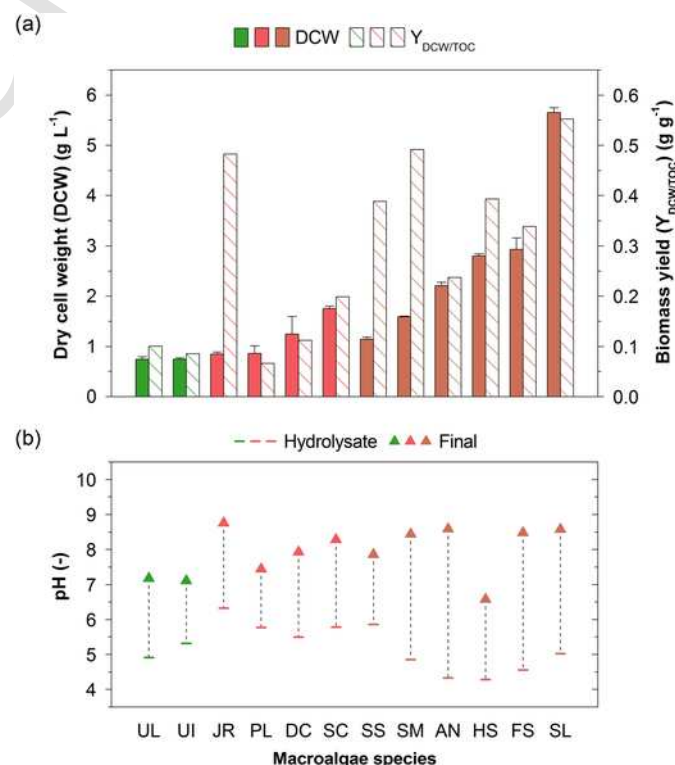 (a)
DCW Y_DCW/TOC
Dry cell weight (DCW) (g L⁻¹)
6
5
4
3
2
1
0
0.6
0.5
0.4
0.3
0.2
0.1
0.0
Biomass yield (Y_DCW/TOC) (g g⁻¹)
(b)
Hydrolysate Final
pH (-)
10
9
8
7
6
5
4
UL UI JR PL DC SC SS SM AN HS FS SL
Macroalgae species